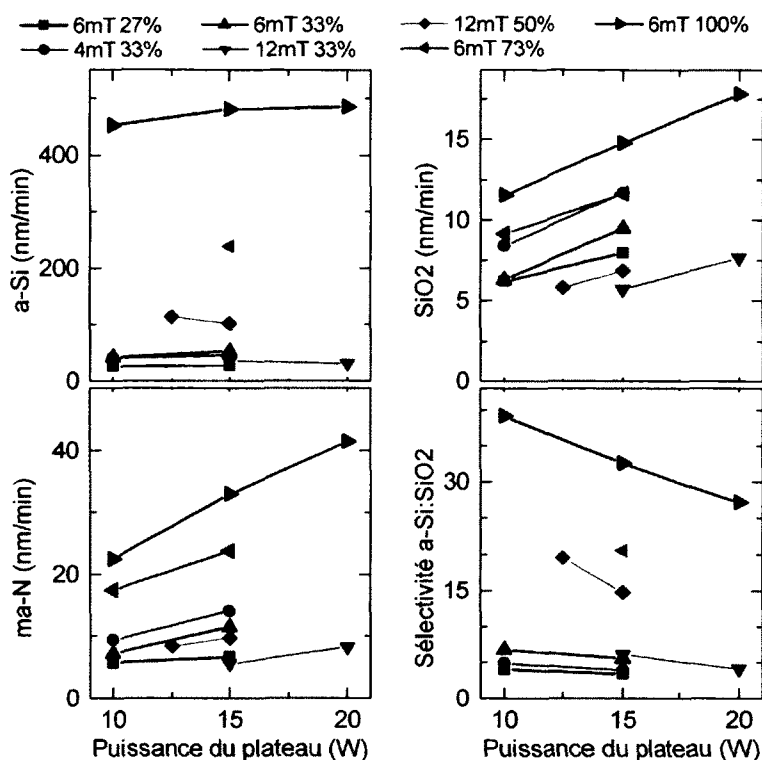 6mT 27% 6mT 33% 12mT 50% 6mT 100%
4mT 33% 12mT 33% 6mT 73%
400
200
0
a-Si (nm/min)
15
10
5
0
SiO2 (nm/min)
40
20
0
ma-N (nm/min)
30
15
0
Sélectivité a-Si:SiO2
10 15 20
Puissance du plateau (W)
10 15 20
Puissance du plateau (W)